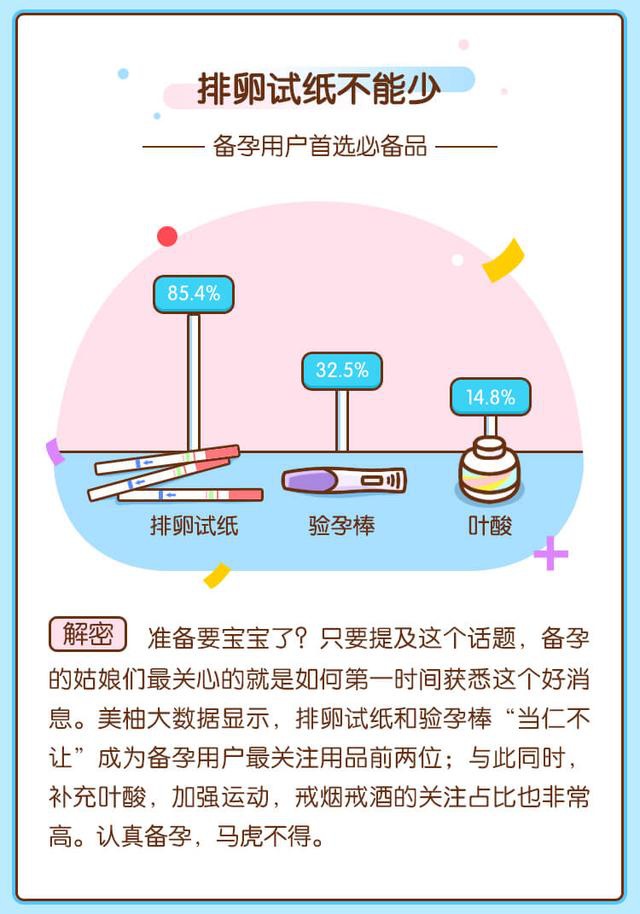 排卵试纸不能少
备孕用户首选必备品
85.4%
32.5%
14.8%
排卵试纸
验孕棒
叶酸
解密 准备要宝宝了？只要提及这个话题，备孕
的姑娘们最关心的就是如何第一时间获悉这个好消
息。美柚大数据显示，排卵试纸和验孕棒“当仁不
让”成为备孕用户最关注用品前两位；与此同时，
补充叶酸，加强运动，戒烟戒酒的关注占比也非常
高。认真备孕，马虎不得。